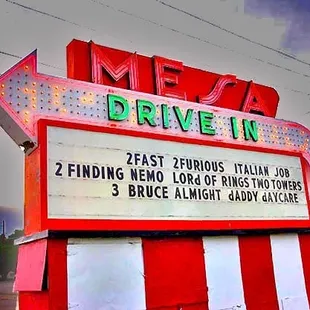 MESA
DRIVE IN
2FAST 2FURIOUS ITALIAN JOB
2 FINDING NEMO LORd OF RINGS TWO TOWERS
3 BRUCE ALMIGHT dADDY dAYCARE